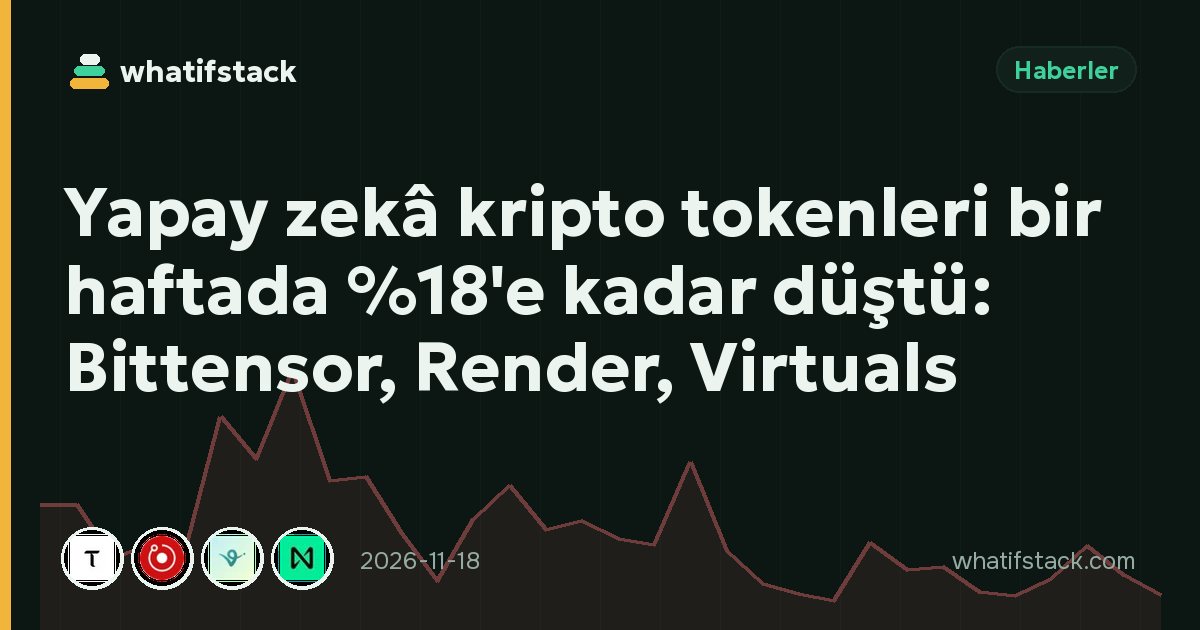 whatifstack
Haberler
Yapay zekâ kripto tokenleri bir
haftada %18'e kadar düştü:
Bittensor, Render, Virtuals
τ
2026-11-18
whatifstack.com